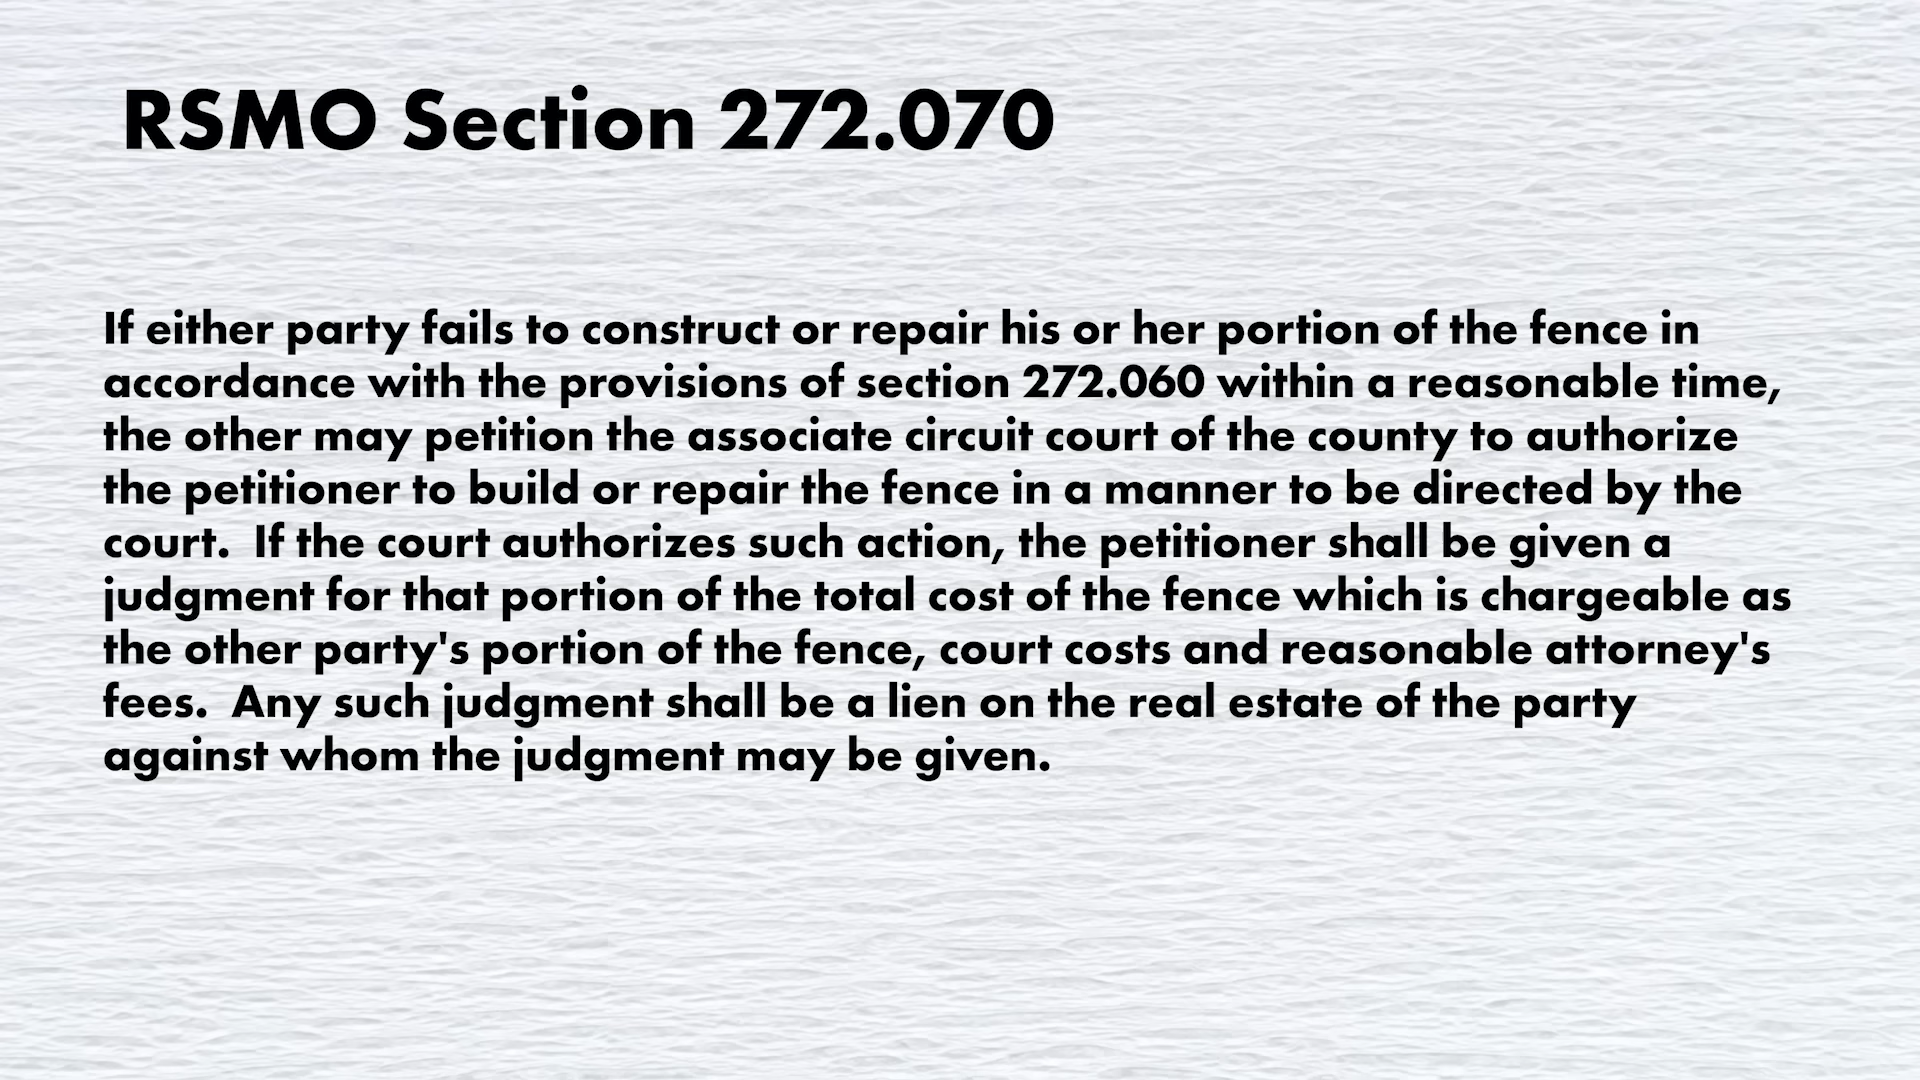 RSMO Section 272.070
If either party fails to construct or repair his or her portion of the fence in
accordance with the provisions of section 272.060 within a reasonable time,
the other may petition the associate circuit court of the county to authorize
the petitioner to build or repair the fence in a manner to be directed by the
court.  If the court authorizes such action, the petitioner shall be given a
judgment for that portion of the total cost of the fence which is chargeable as
the other party's portion of the fence, court costs and reasonable attorney's
fees.  Any such judgment shall be a lien on the real estate of the party
against whom the judgment may be given.